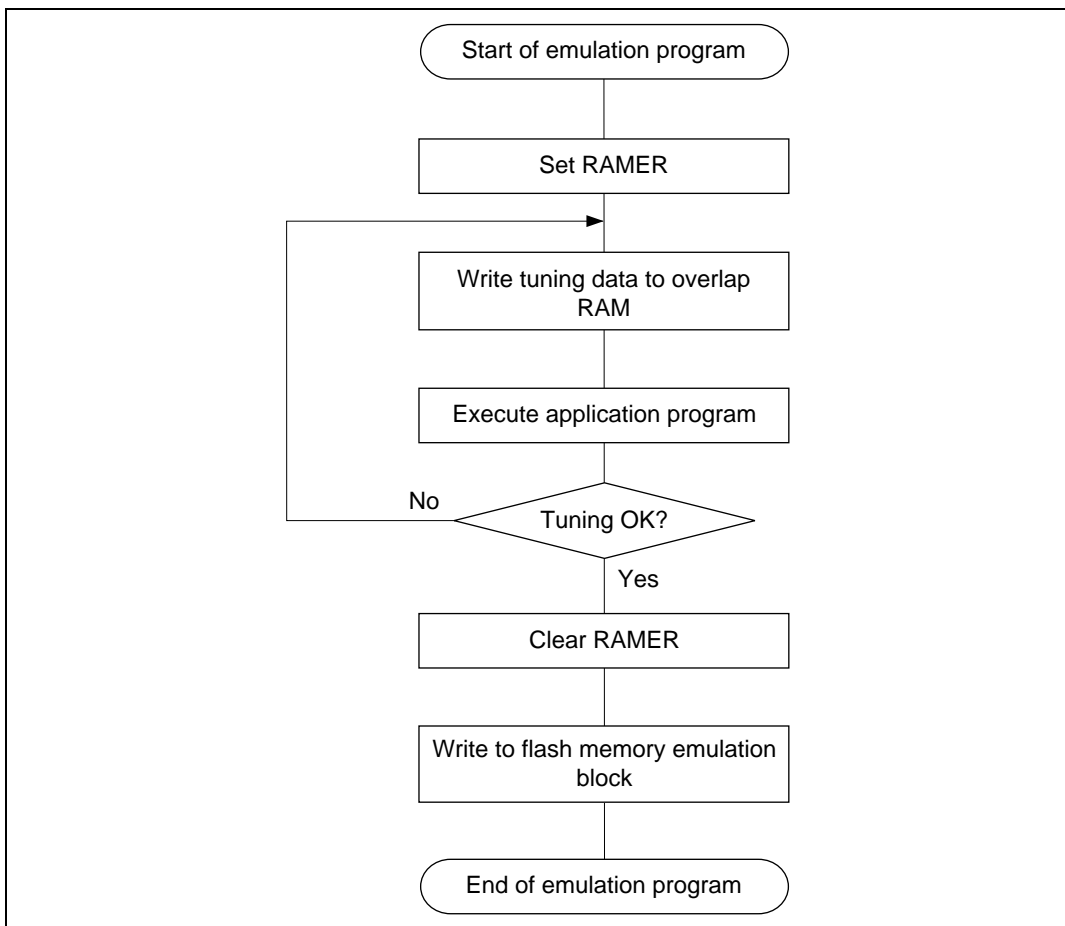 Start of emulation program
Set RAMER
Write tuning data to overlap
RAM
Execute application program
No
Tuning OK?
Yes
Clear RAMER
Write to flash memory emulation
block
End of emulation program